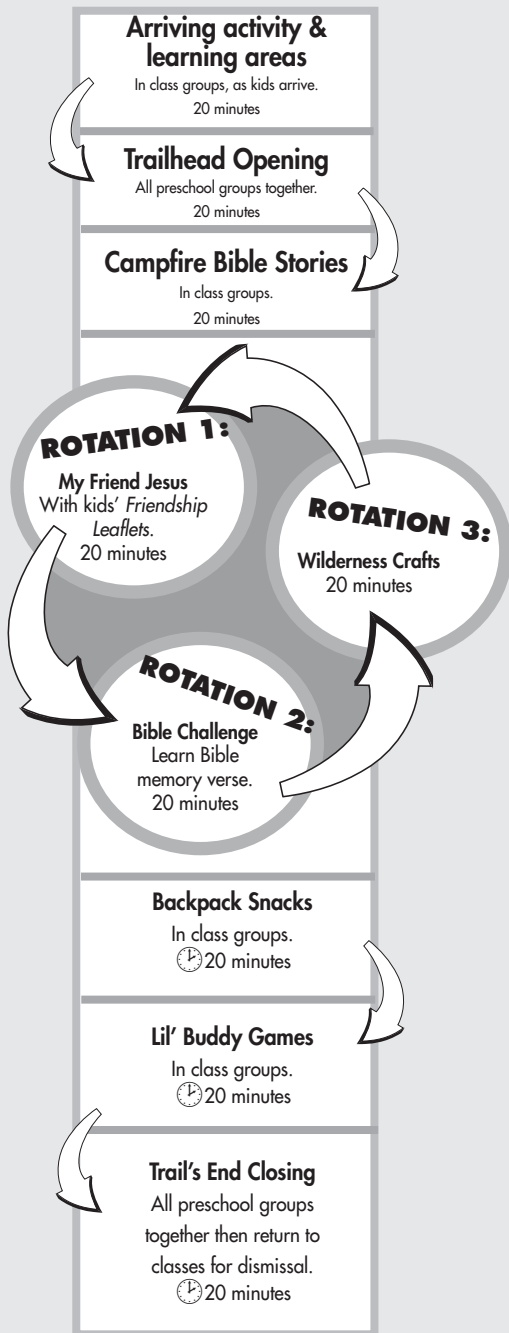 Arriving activity &
learning areas
In class groups, as kids arrive.
20 minutes
Trailhead Opening
All preschool groups together.
20 minutes
Campfire Bible Stories
In class groups.
20 minutes
ROTATION 1:
My Friend Jesus
With kids' Friendship
Leaflets.
20 minutes
ROTATION 2:
Bible Challenge
Learn Bible
memory verse.
20 minutes
ROTATION 3:
Wilderness Crafts
20 minutes
Backpack Snacks
In class groups.
20 minutes
Lil' Buddy Games
In class groups.
20 minutes
Trail's End Closing
All preschool groups
together then return to
classes for dismissal.
20 minutes